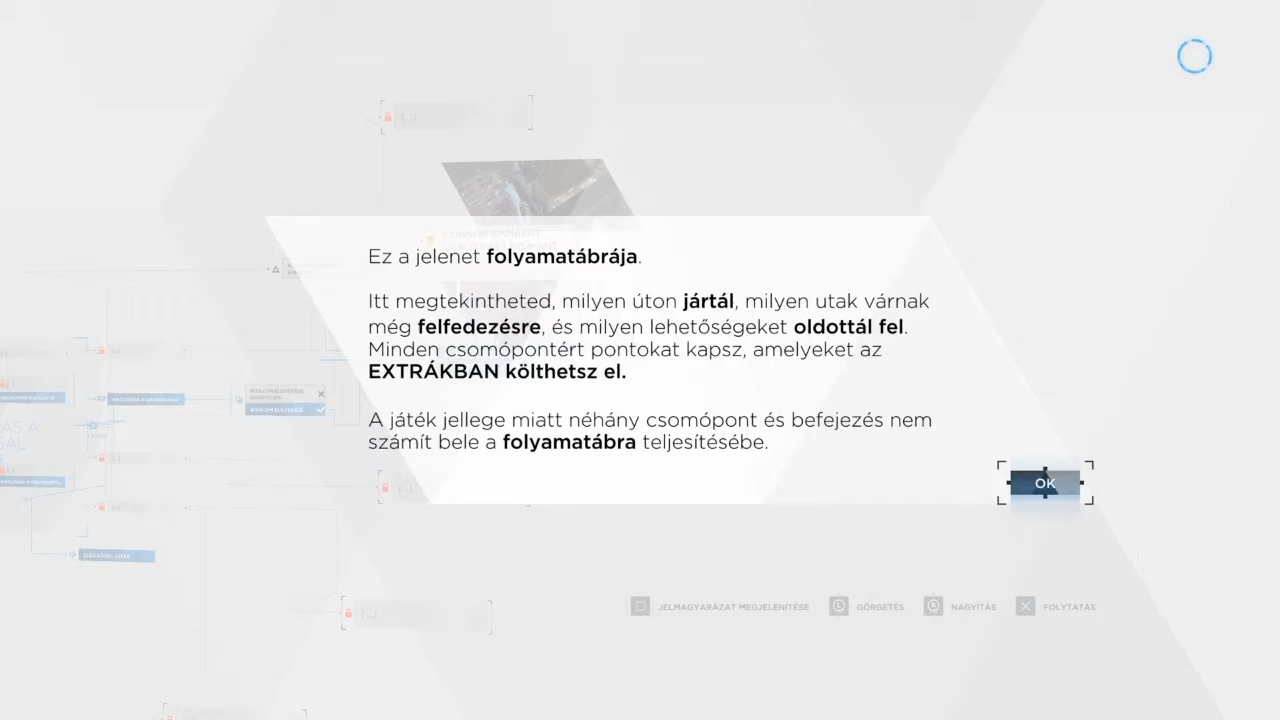 Ez a jelenet folyamatábrája.
Itt megtekintheted, milyen úton jártál, milyen utak várnak
még felfedezésre, és milyen lehetőségeket oldottál fel.
Minden csomópontért pontokat kapsz, amelyeket az
EXTRÁKBAN költhetsz el.
A játék jellege miatt néhány csomópont és befejezés nem
számít bele a folyamatábra teljesítésébe.
OK
JELMAGYARÁZAT MEGJELENÍTÉSE GÖRGETÉS NAGYÍTÁS FOLYTATÁS